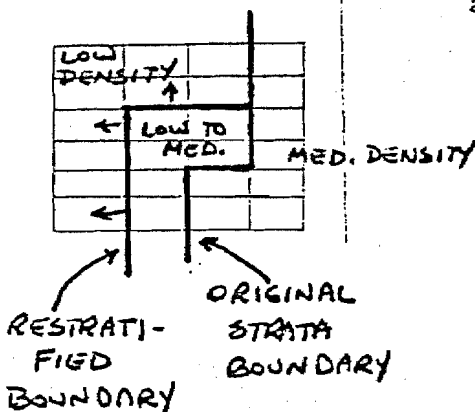 LOW
DENSITY
LOW TO
MED.
MED. DENSITY
RESTRATI-
FIED
BOUNDARY
ORIGINAL
STRATA
BOUNDARY